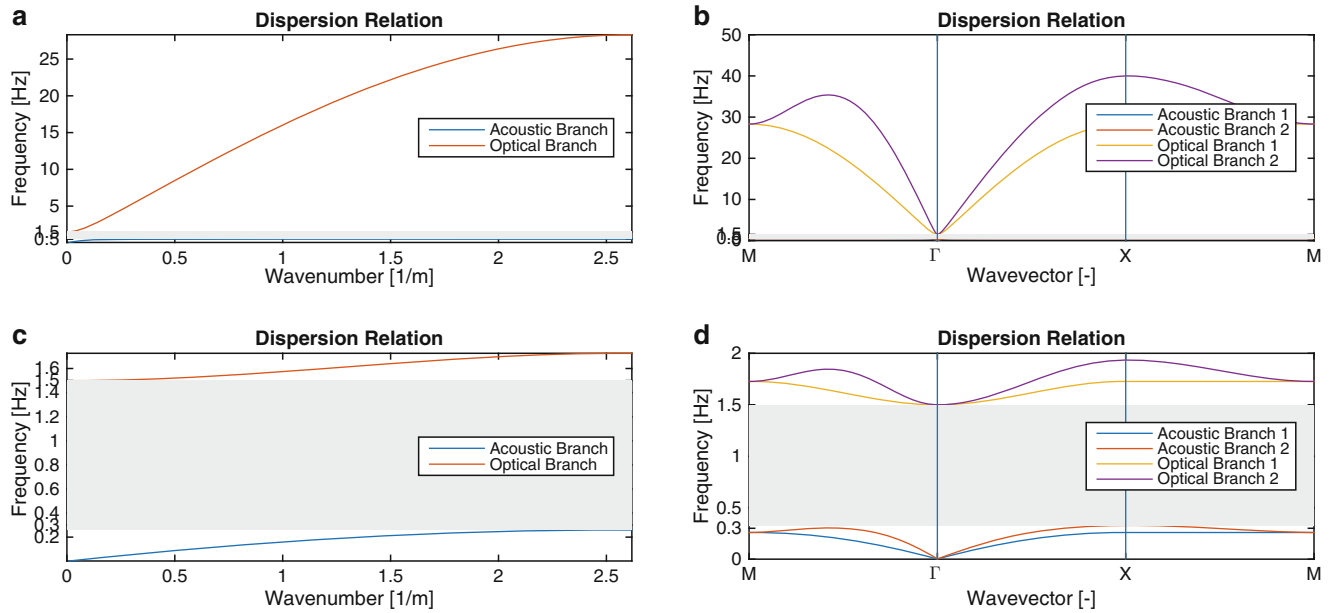 a
Dispersion Relation
Frequency [Hz]
25
20
15
10
5
1.5
0.5
Acoustic Branch
Optical Branch
0 0.5 1 1.5 2 2.5
Wavenumber [1/m]
b
Dispersion Relation
Frequency [Hz]
50
40
30
20
10
1.5
0.5
0
Acoustic Branch 1
Acoustic Branch 2
Optical Branch 1
Optical Branch 2
M Γ X M
Wavevector [-]
c
Dispersion Relation
Frequency [Hz]
1.6
1.5
1.4
1.2
1
0.8
0.6
0.4
0.3
0.2
Acoustic Branch
Optical Branch
0 0.5 1 1.5 2 2.5
Wavenumber [1/m]
d
Dispersion Relation
Frequency [Hz]
2
1.5
1
0.5
0.3
0
Acoustic Branch 1
Acoustic Branch 2
Optical Branch 1
Optical Branch 2
M Γ X M
Wavevector [-]